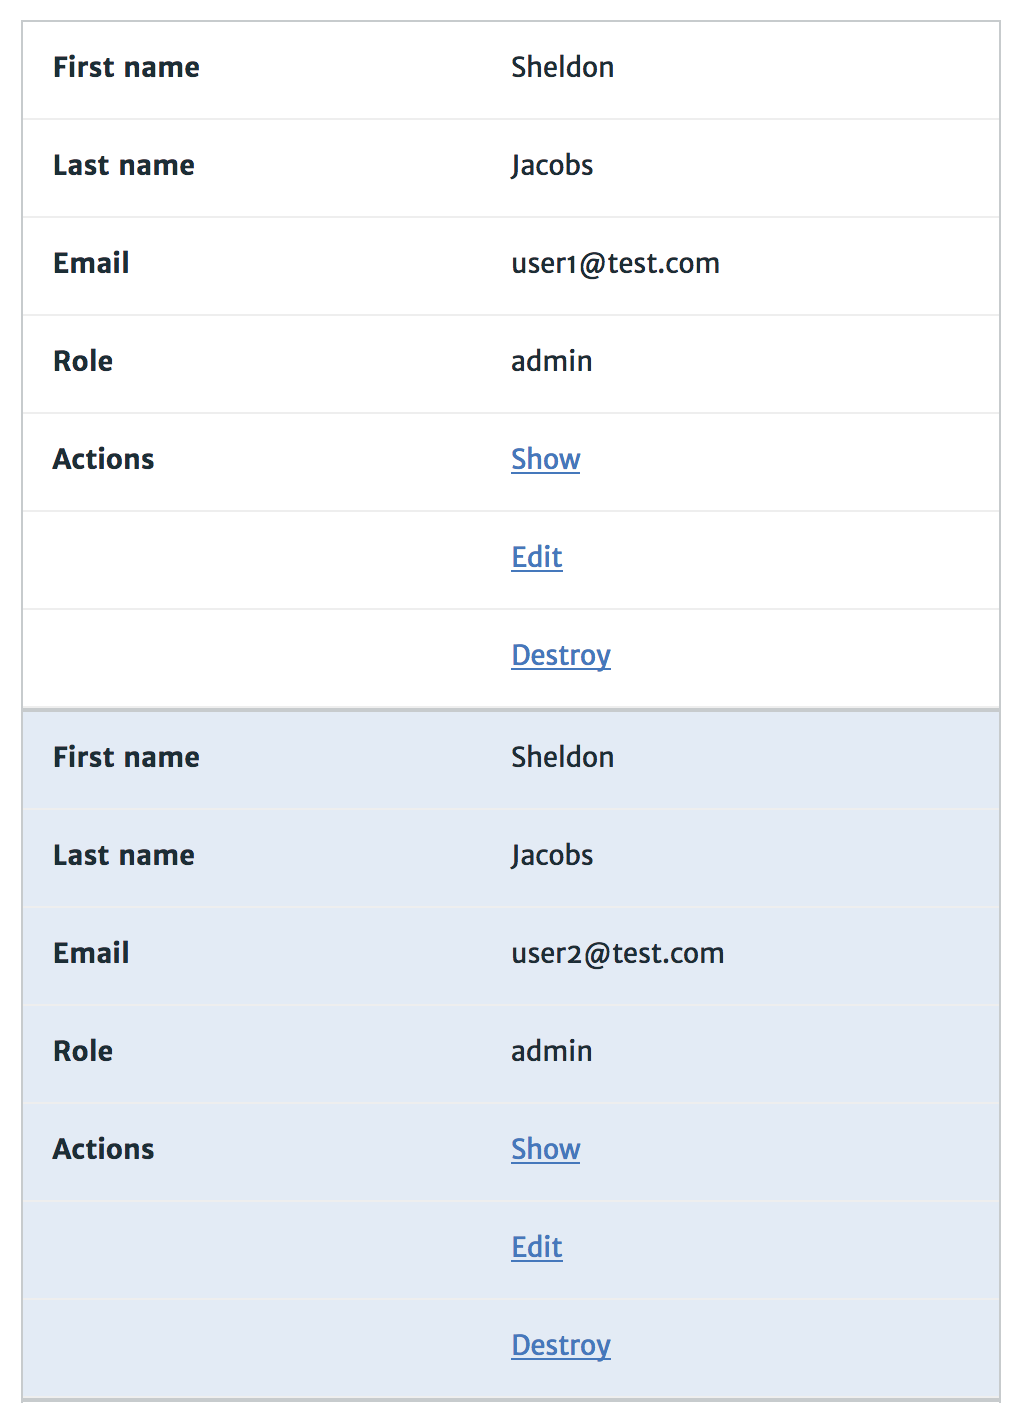 First name Sheldon
Last name Jacobs
Email user1@test.com
Role admin
Actions Show
Edit
Destroy
First name Sheldon
Last name Jacobs
Email user2@test.com
Role admin
Actions Show
Edit
Destroy